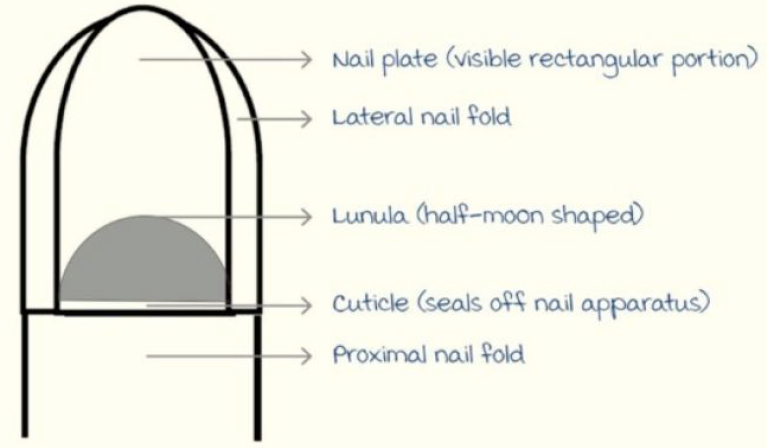 Nail plate (visible rectangular portion)
Lateral nail fold
Lunula (half-moon shaped)
Cuticle (seals off nail apparatus)
Proximal nail fold